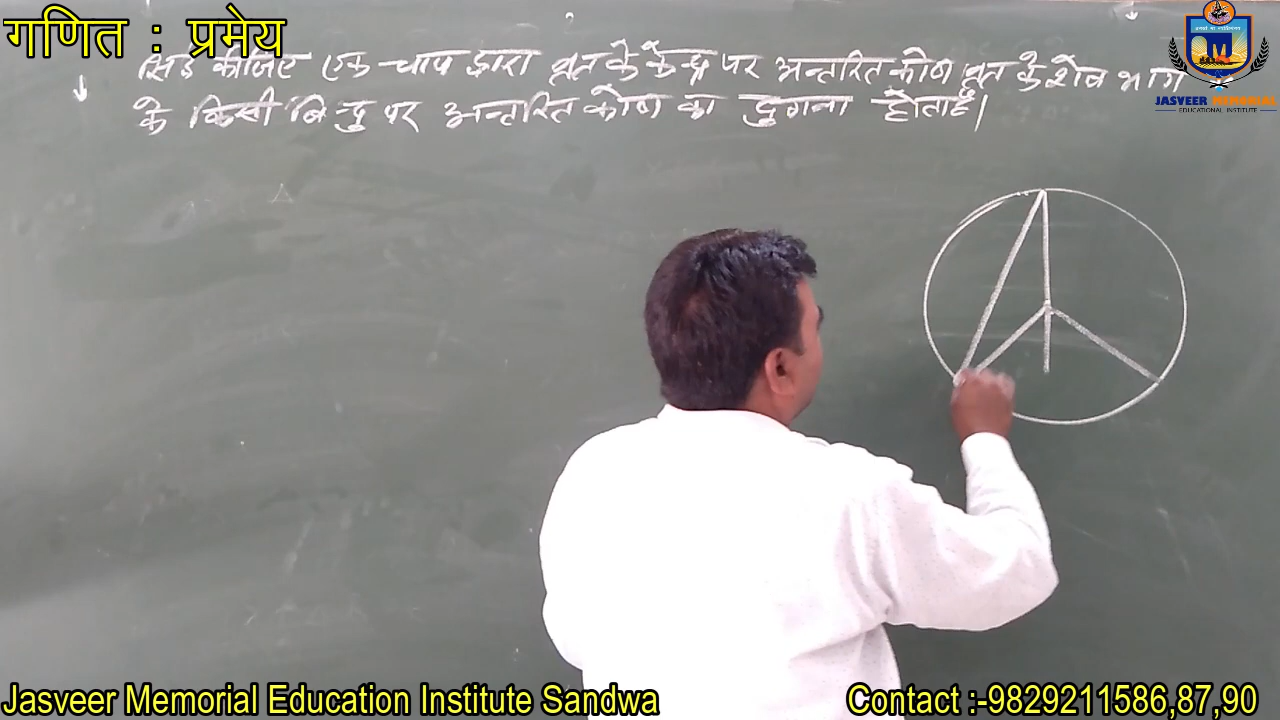 गणित : प्रमेय
सिद्ध कीजिए एक चाप द्वारा वृत के केन्द्र पर अन्तरित कोण वृत के शेष भाग
के किसी बिन्दु पर अन्तरित कोण का दुगना होता है।
M
JASVEER MEMORIAL
EDUCATIONAL INSTITUTE
Jasveer Memorial Education Institute Sandwa
Contact :-9829211586,87,90